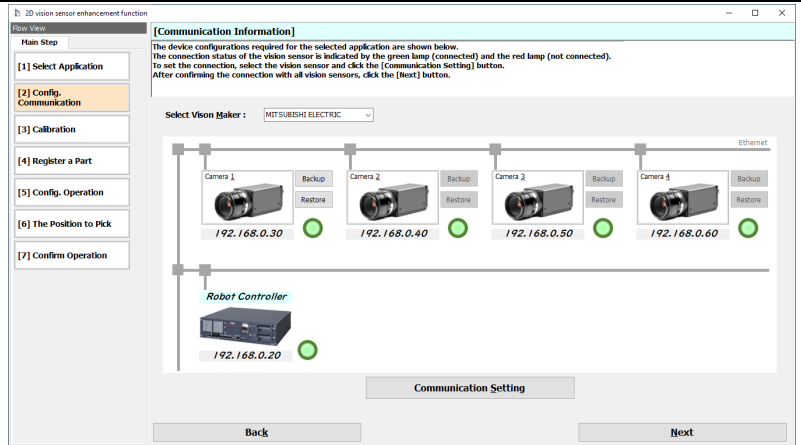 2D vision sensor enhancement function
Flow View
Main Step
[1] Select Application
[2] Config.
Communication
[3] Calibration
[4] Register a Part
[5] Config. Operation
[6] The Position to Pick
[7] Confirm Operation
[Communication Information]
The device configurations required for the selected application are shown below.
The connection status of the vision sensor is indicated by the green lamp (connected) and the red lamp (not connected).
To set the connection, select the vision sensor and click the [Communication Setting] button.
After confirming the connection with all vision sensors, click the [Next] button.
Select Vison Maker :
MITSUBISHI ELECTRIC
Ethernet
Camera 1
Backup
Restore
192.168.0.30
Camera 2
Backup
Restore
192.168.0.40
Camera 3
Backup
Restore
192.168.0.50
Camera 4
Backup
Restore
192.168.0.60
Robot Controller
192.168.0.20
Communication Setting
Back
Next